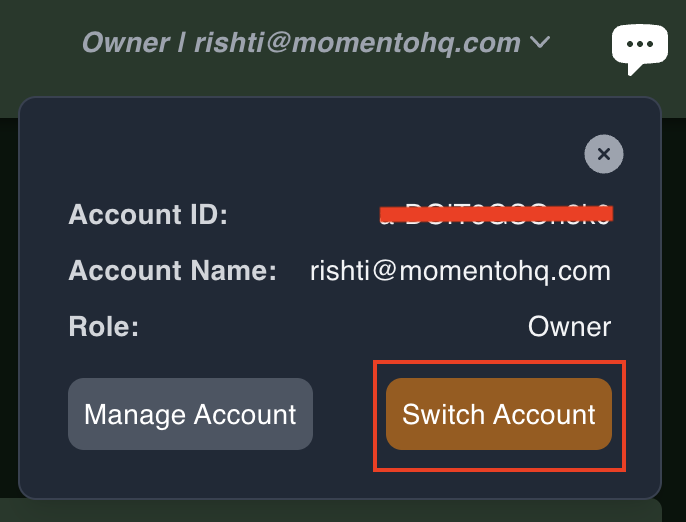 Owner | rishti@momentohq.com
Account ID:
Account Name: rishti@momentohq.com
Role: Owner
Manage Account Switch Account